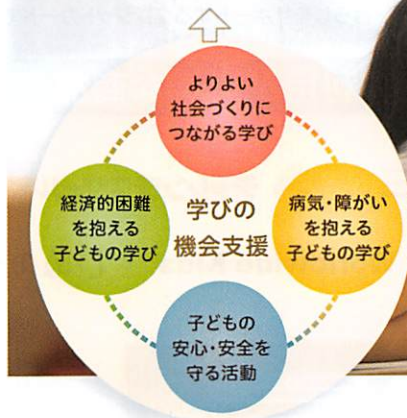 よりよい
社会づくりに
つながる学び
経済的困難
を抱える
子どもの学び
学びの
機会支援
病気・障がい
を抱える
子どもの学び
子どもの
安心・安全を
守る活動